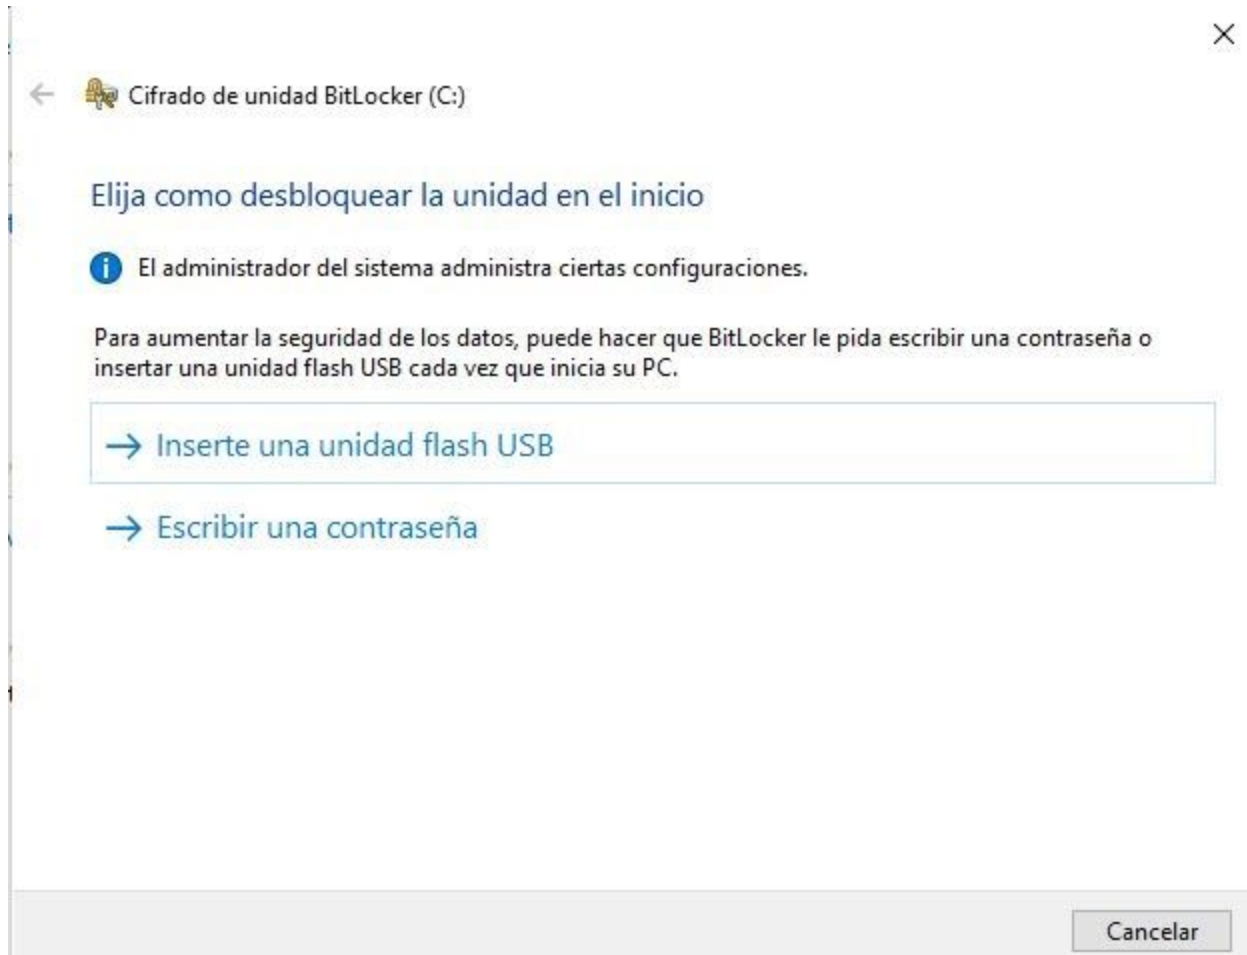 Cifrado de unidad BitLocker (C:)
Elija como desbloquear la unidad en el inicio
El administrador del sistema administra ciertas configuraciones.
Para aumentar la seguridad de los datos, puede hacer que BitLocker le pida escribir una contraseña o
insertar una unidad flash USB cada vez que inicia su PC.
Inserte una unidad flash USB
Escribir una contraseña
Cancelar